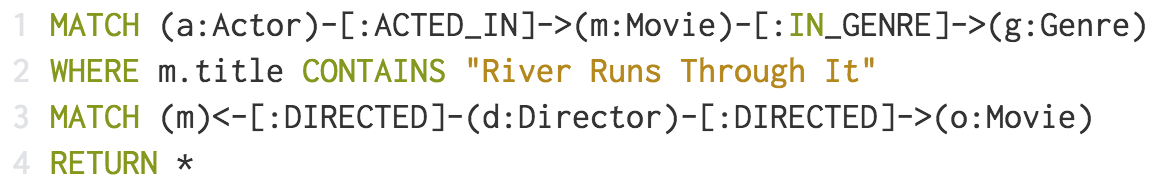 1 MATCH (a:Actor)-[:ACTED_IN]->(m:Movie)-[:IN_GENRE]->(g:Genre)
2 WHERE m.title CONTAINS "River Runs Through It"
3 MATCH (m)<-[:DIRECTED]-(d:Director)-[:DIRECTED]->(o:Movie)
4 RETURN *